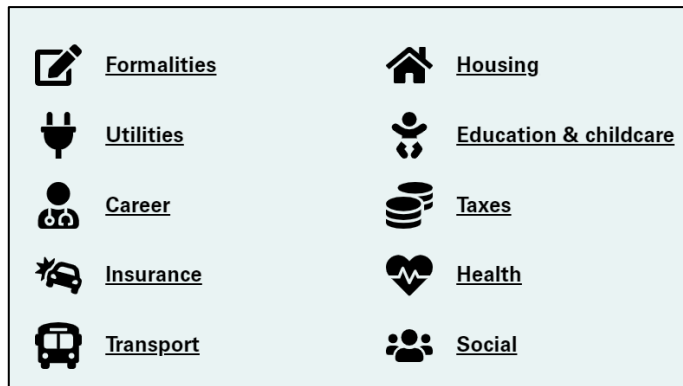 Formalities
Housing
Utilities
Education & childcare
Career
Taxes
Insurance
Health
Transport
Social